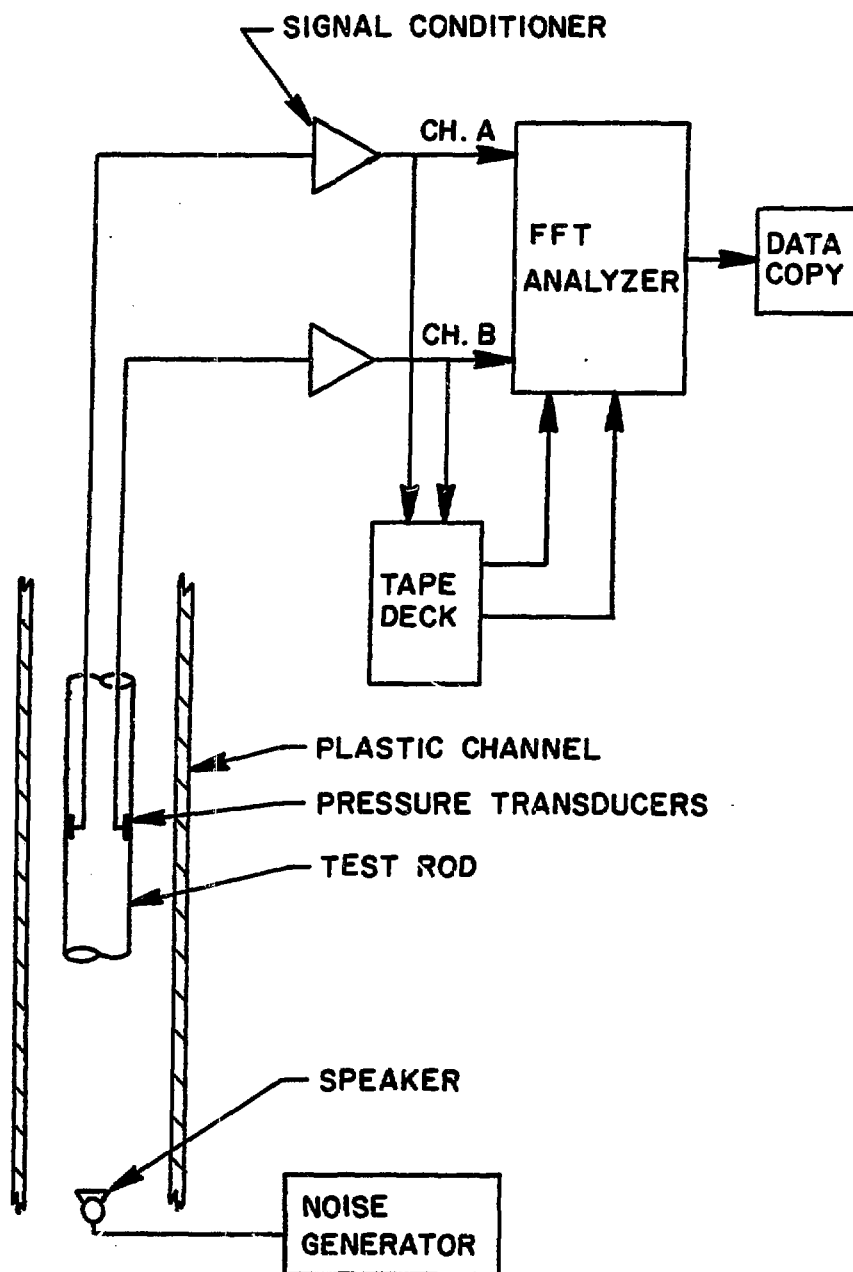 SIGNAL CONDITIONER
CH. A
FFT
ANALYZER
DATA
COPY
CH. B
TAPE
DECK
PLASTIC CHANNEL
PRESSURE TRANSDUCERS
TEST ROD
SPEAKER
NOISE
GENERATOR